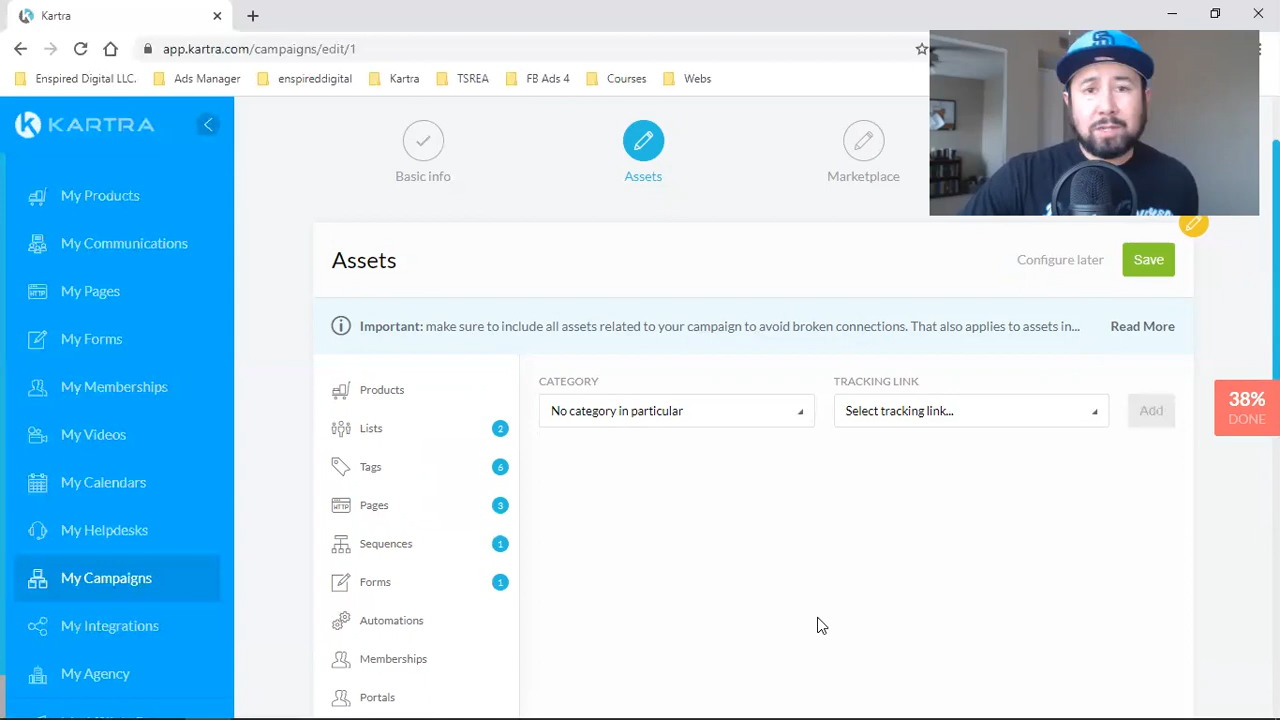 Kartra
app.kartra.com/campaigns/edit/1
Enspired Digital LLC. Ads Manager enspireddigital Kartra TSREA FB Ads 4 Courses Webs
KARTRA
My Products
My Communications
My Pages
My Forms
My Memberships
My Videos
My Calendars
My Helpdesks
My Campaigns
My Integrations
My Agency
Basic info Assets Marketplace
Assets Configure later Save
Important: make sure to include all assets related to your campaign to avoid broken connections. That also applies to assets in... Read More
Products
Lists 2
Tags 6
Pages 3
Sequences 1
Forms 1
Automations
Memberships
Portals
CATEGORY TRACKING LINK
No category in particular Select tracking link... Add
38%
DONE